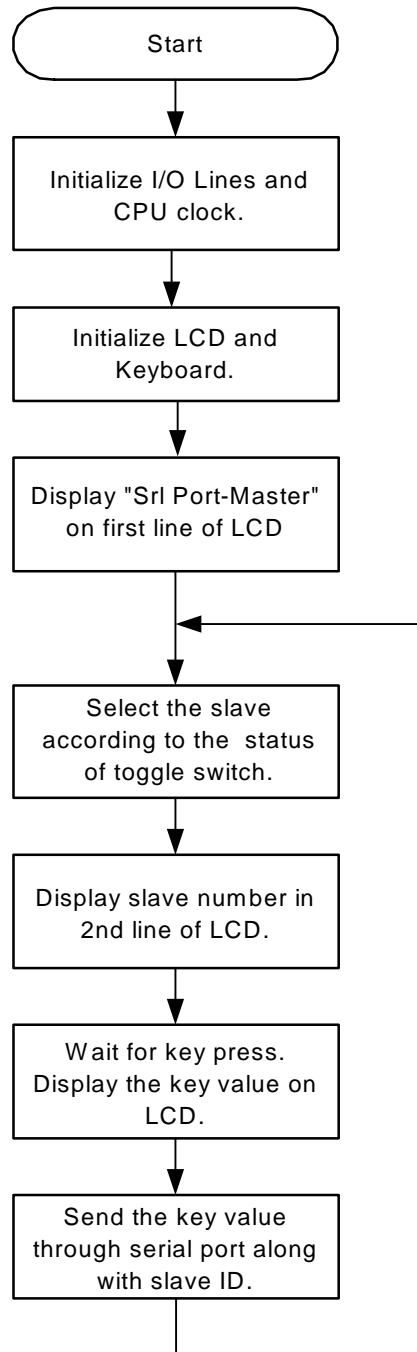 Start
Initialize I/O Lines and
CPU clock.
Initialize LCD and
Keyboard.
Display "Srl Port-Master"
on first line of LCD
Select the slave
according to the status
of toggle switch.
Display slave number in
2nd line of LCD.
Wait for key press.
Display the key value on
LCD.
Send the key value
through serial port along
with slave ID.